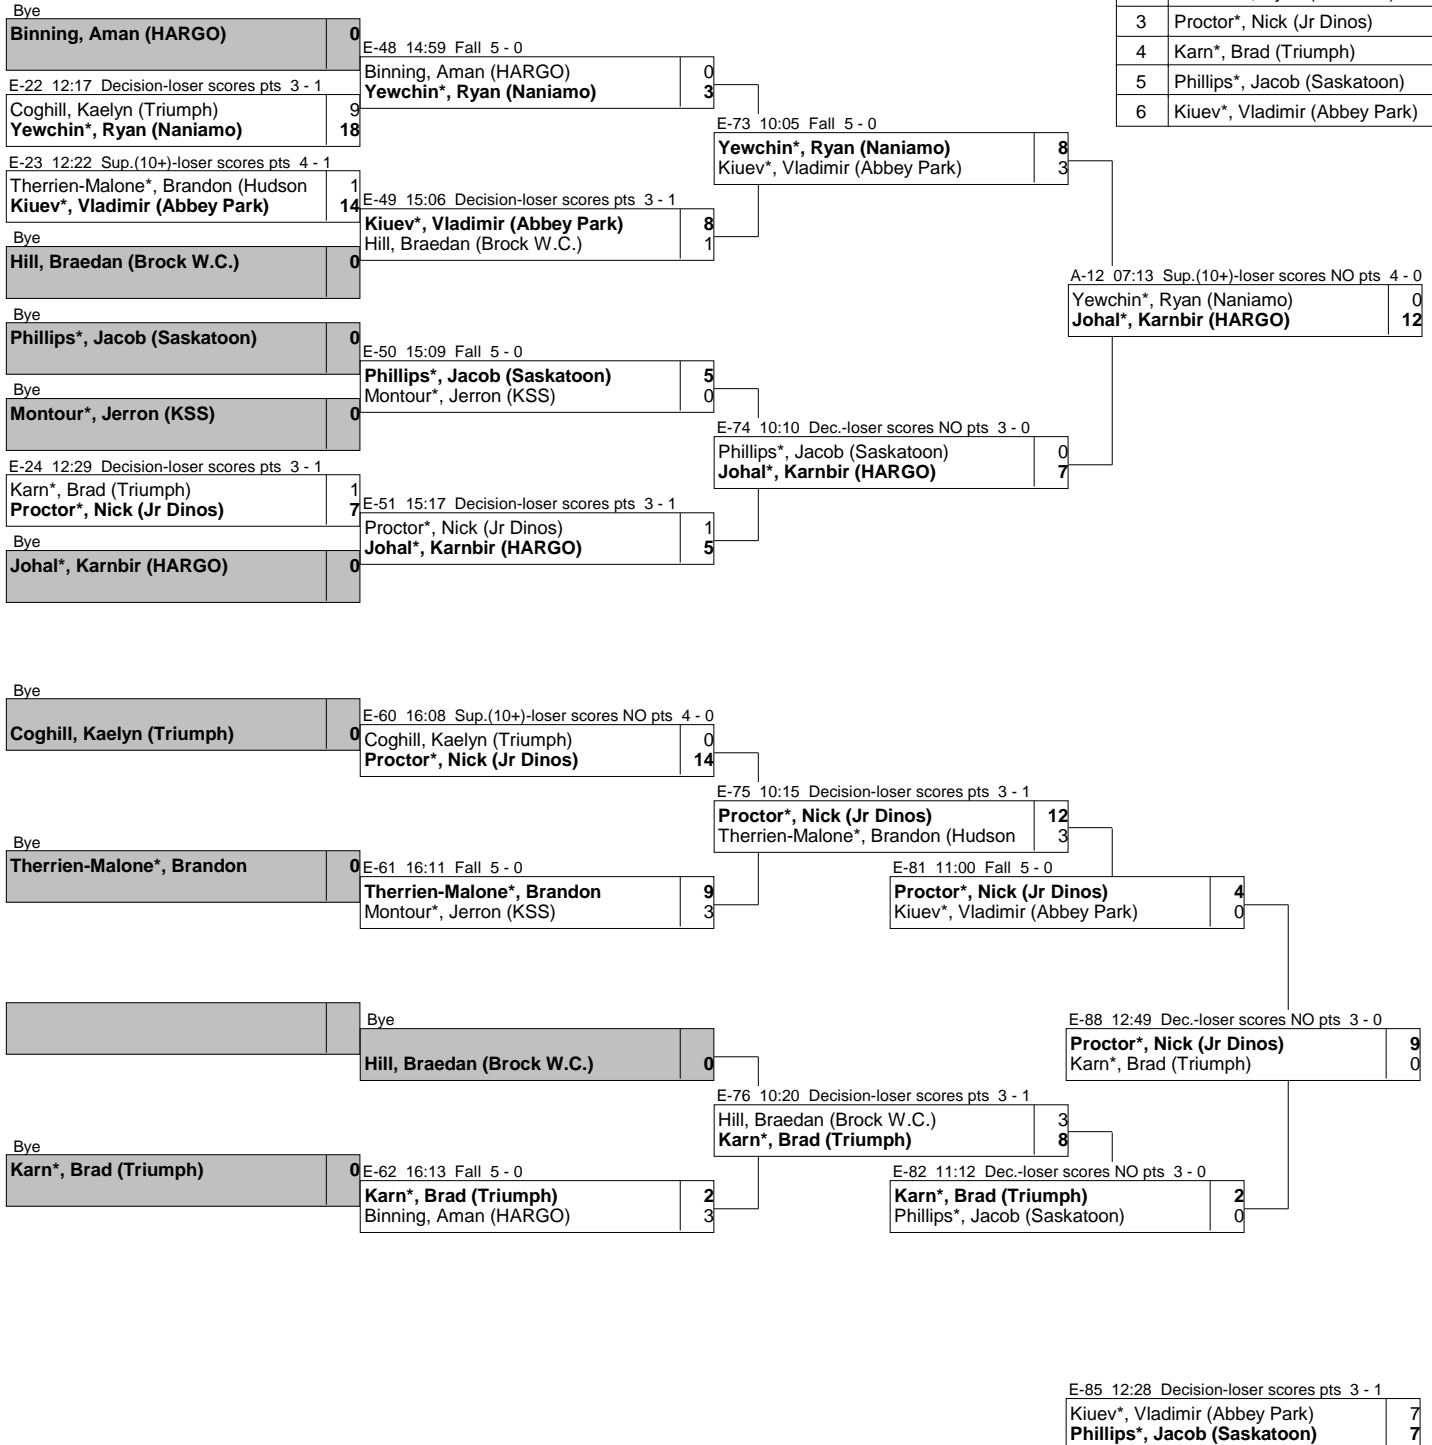 3 Proctor*, Nick (Jr Dinos)
4 Karn*, Brad (Triumph)
5 Phillips*, Jacob (Saskatoon)
6 Kiuev*, Vladimir (Abbey Park)
Bye
Binning, Aman (HARGO) 0
E-22 12:17 Decision-loser scores pts 3 - 1
Coghill, Kaelyn (Triumph) 9
Yewchin*, Ryan (Naniamo) 18
E-23 12:22 Sup.(10+)-loser scores pts 4 - 1
Therrien-Malone*, Brandon (Hudson 1
Kiuev*, Vladimir (Abbey Park) 14
Bye
Hill, Braedan (Brock W.C.) 0
Bye
Phillips*, Jacob (Saskatoon) 0
Bye
Montour*, Jerron (KSS) 0
E-24 12:29 Decision-loser scores pts 3 - 1
Karn*, Brad (Triumph) 1
Proctor*, Nick (Jr Dinos) 7
Bye
Johal*, Karnbir (HARGO) 0
E-48 14:59 Fall 5 - 0
Binning, Aman (HARGO) 0
Yewchin*, Ryan (Naniamo) 3
E-49 15:06 Decision-loser scores pts 3 - 1
Kiuev*, Vladimir (Abbey Park) 8
Hill, Braedan (Brock W.C.) 1
E-50 15:09 Fall 5 - 0
Phillips*, Jacob (Saskatoon) 5
Montour*, Jerron (KSS) 0
E-51 15:17 Decision-loser scores pts 3 - 1
Proctor*, Nick (Jr Dinos) 1
Johal*, Karnbir (HARGO) 5
E-73 10:05 Fall 5 - 0
Yewchin*, Ryan (Naniamo) 8
Kiuev*, Vladimir (Abbey Park) 3
E-74 10:10 Dec.-loser scores NO pts 3 - 0
Phillips*, Jacob (Saskatoon) 0
Johal*, Karnbir (HARGO) 7
A-12 07:13 Sup.(10+)-loser scores NO pts 4 - 0
Yewchin*, Ryan (Naniamo) 0
Johal*, Karnbir (HARGO) 12
Bye
Coghill, Kaelyn (Triumph) 0
Bye
Therrien-Malone*, Brandon 0
Bye
Karn*, Brad (Triumph) 0
E-60 16:08 Sup.(10+)-loser scores NO pts 4 - 0
Coghill, Kaelyn (Triumph) 0
Proctor*, Nick (Jr Dinos) 14
E-61 16:11 Fall 5 - 0
Therrien-Malone*, Brandon 9
Montour*, Jerron (KSS) 3
Bye
Hill, Braedan (Brock W.C.) 0
E-62 16:13 Fall 5 - 0
Karn*, Brad (Triumph) 2
Binning, Aman (HARGO) 3
E-75 10:15 Decision-loser scores pts 3 - 1
Proctor*, Nick (Jr Dinos) 12
Therrien-Malone*, Brandon (Hudson 3
E-76 10:20 Decision-loser scores pts 3 - 1
Hill, Braedan (Brock W.C.) 3
Karn*, Brad (Triumph) 8
E-81 11:00 Fall 5 - 0
Proctor*, Nick (Jr Dinos) 4
Kiuev*, Vladimir (Abbey Park) 0
E-82 11:12 Dec.-loser scores NO pts 3 - 0
Karn*, Brad (Triumph) 2
Phillips*, Jacob (Saskatoon) 0
E-88 12:49 Dec.-loser scores NO pts 3 - 0
Proctor*, Nick (Jr Dinos) 9
Karn*, Brad (Triumph) 0
E-85 12:28 Decision-loser scores pts 3 - 1
Kiuev*, Vladimir (Abbey Park) 7
Phillips*, Jacob (Saskatoon) 7